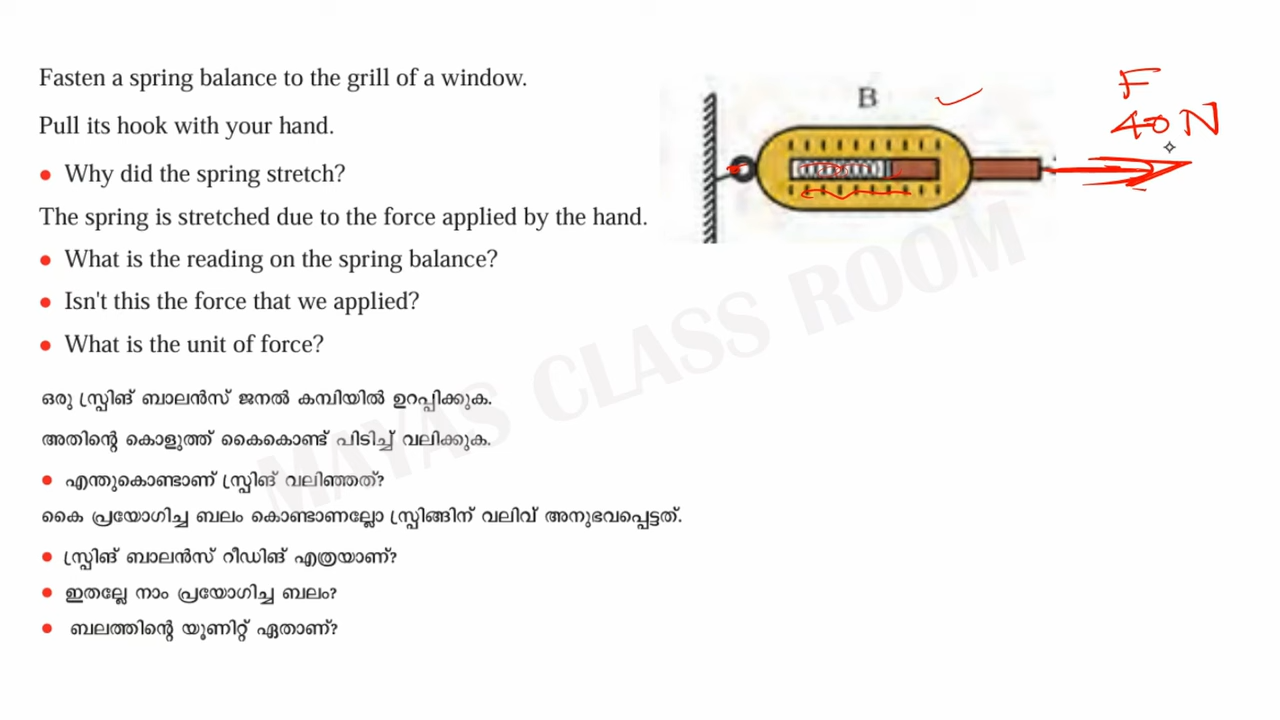 Fasten a spring balance to the grill of a window.
Pull its hook with your hand.
• Why did the spring stretch?
The spring is stretched due to the force applied by the hand.
• What is the reading on the spring balance?
• Isn't this the force that we applied?
• What is the unit of force?
ഒരു സ്പ്രിങ് ബാലൻസ് ജനൽ കമ്പിയിൽ ഉറപ്പിക്കുക.
അതിന്റെ കൊളുത്ത് കൈകൊണ്ട് പിടിച്ച് വലിക്കുക.
• എന്തുകൊണ്ടാണ് സ്പ്രിങ് വലിഞ്ഞത്?
കൈ പ്രയോഗിച്ച ബലം കൊണ്ടാണല്ലോ സ്പ്രിങ്ങിന് വലിവ് അനുഭവപ്പെട്ടത്.
• സ്പ്രിങ് ബാലൻസ് റീഡിങ് എത്രയാണ്?
• ഇതല്ലേ നാം പ്രയോഗിച്ച ബലം?
• ബലത്തിന്റെ യൂണിറ്റ് ഏതാണ്?
B
F
40 N
MAYAS CLASS ROOM